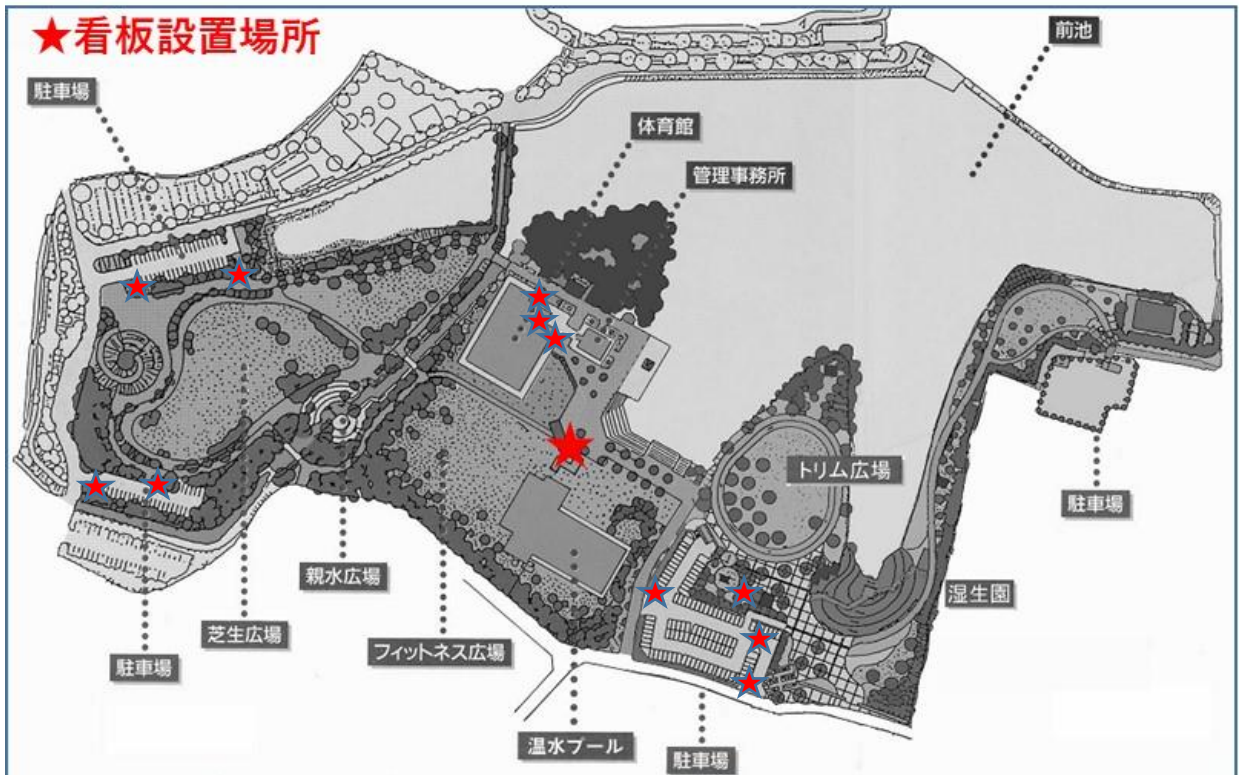 ★看板設置場所
前池
駐車場
体育館
管理事務所
トリム広場
駐車場
親水広場
湿生園
芝生広場
フィットネス広場
駐車場
温水プール
駐車場